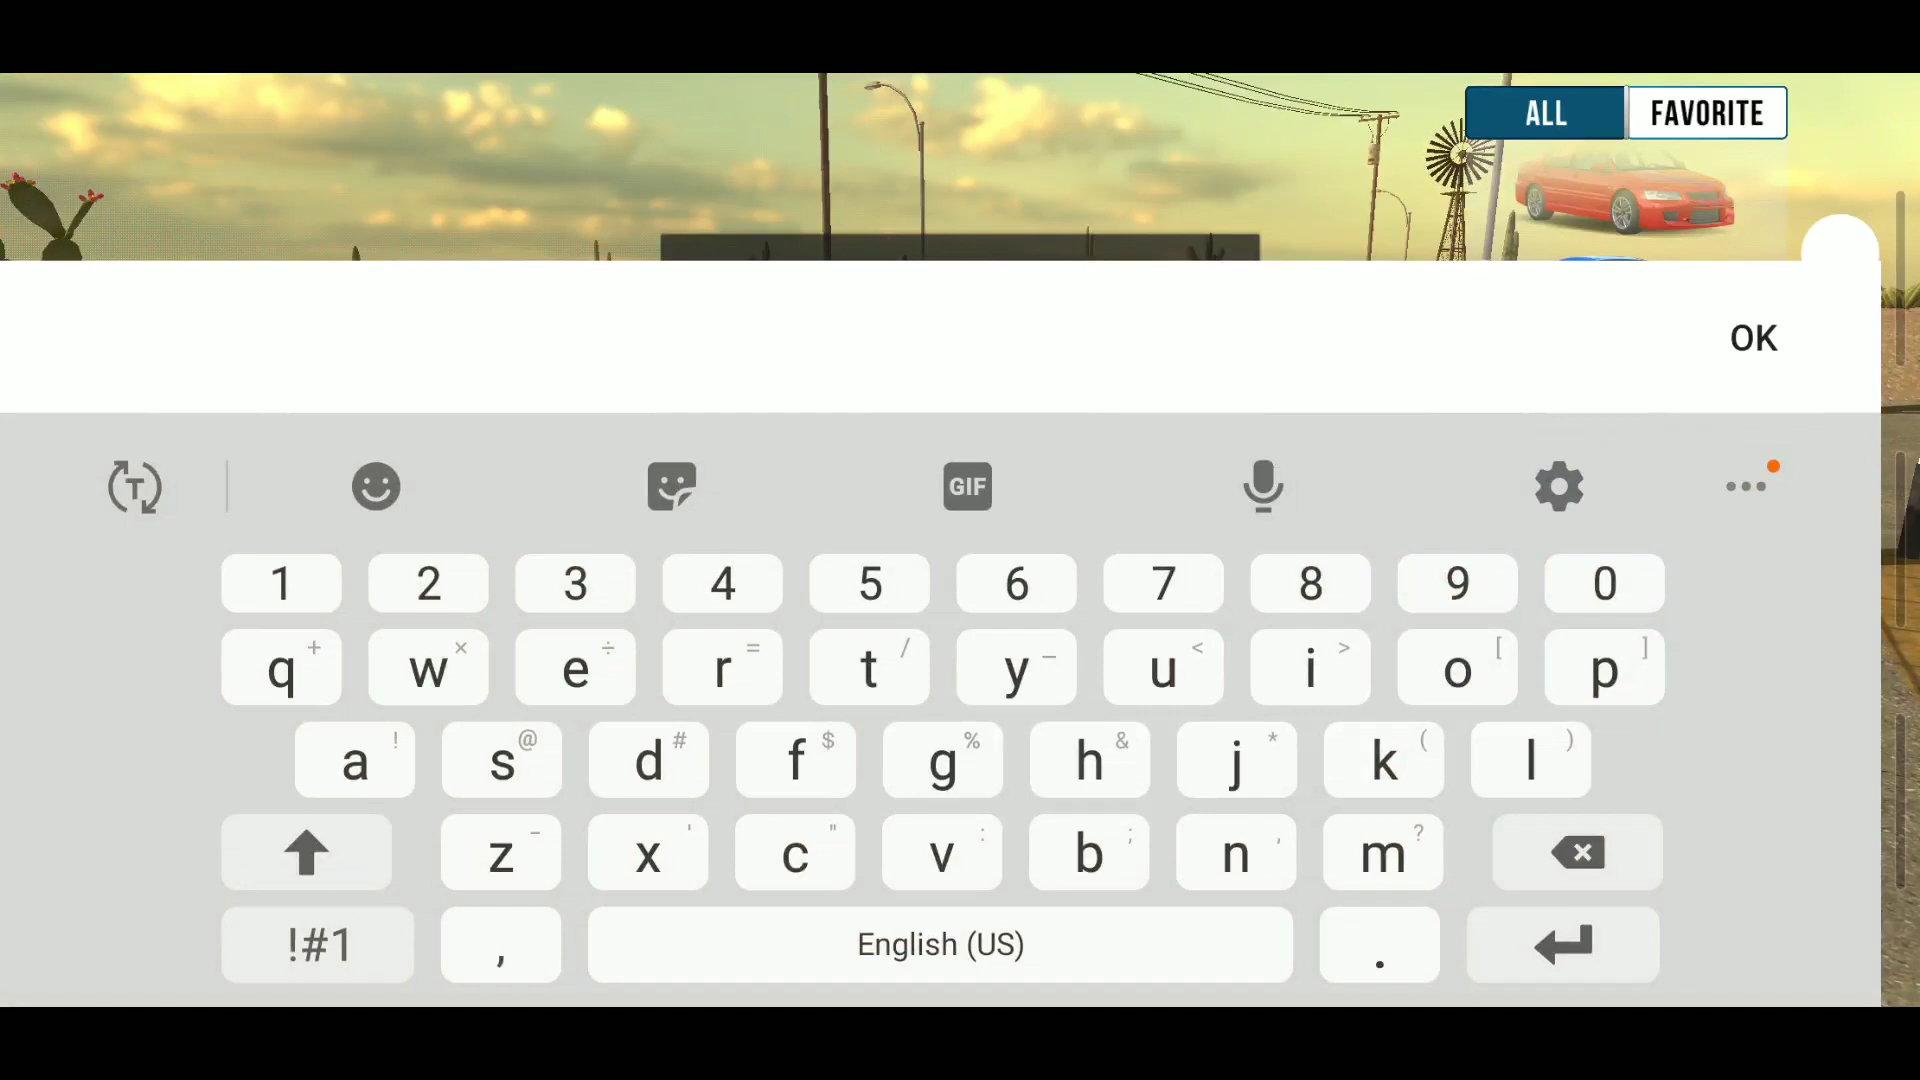 ALL FAVORITE
OK
GIF
1 2 3 4 5 6 7 8 9 0
q + w × e ÷ r = t / y _ u < i > o [ p ]
a ! s @ d # f $ g % h & j * k ( l )
z - x ' c " v : b ; n , m ?
!#1 , English (US) .